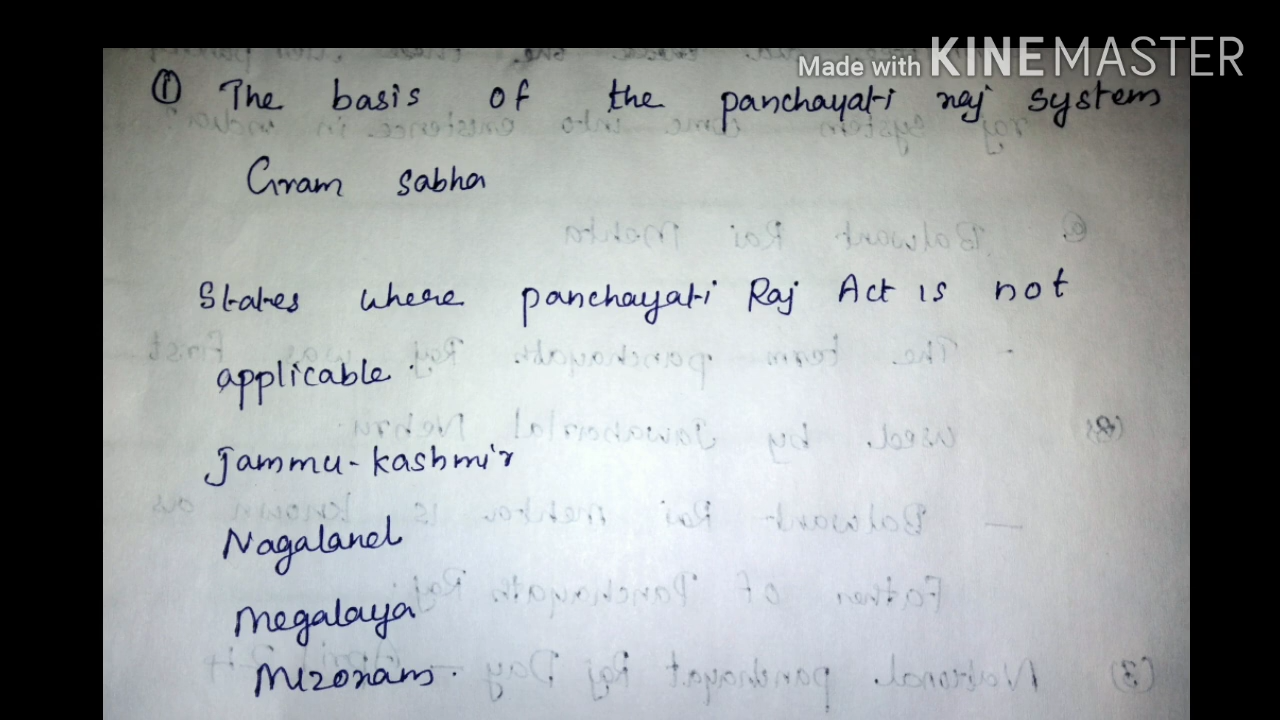 Made with KINEMASTER
① The basis of the panchayati raj system
Gram sabha
States where panchayati Raj Act is not
applicable.
Jammu-kashmir
Nagaland
Megalaya
Mizoram.